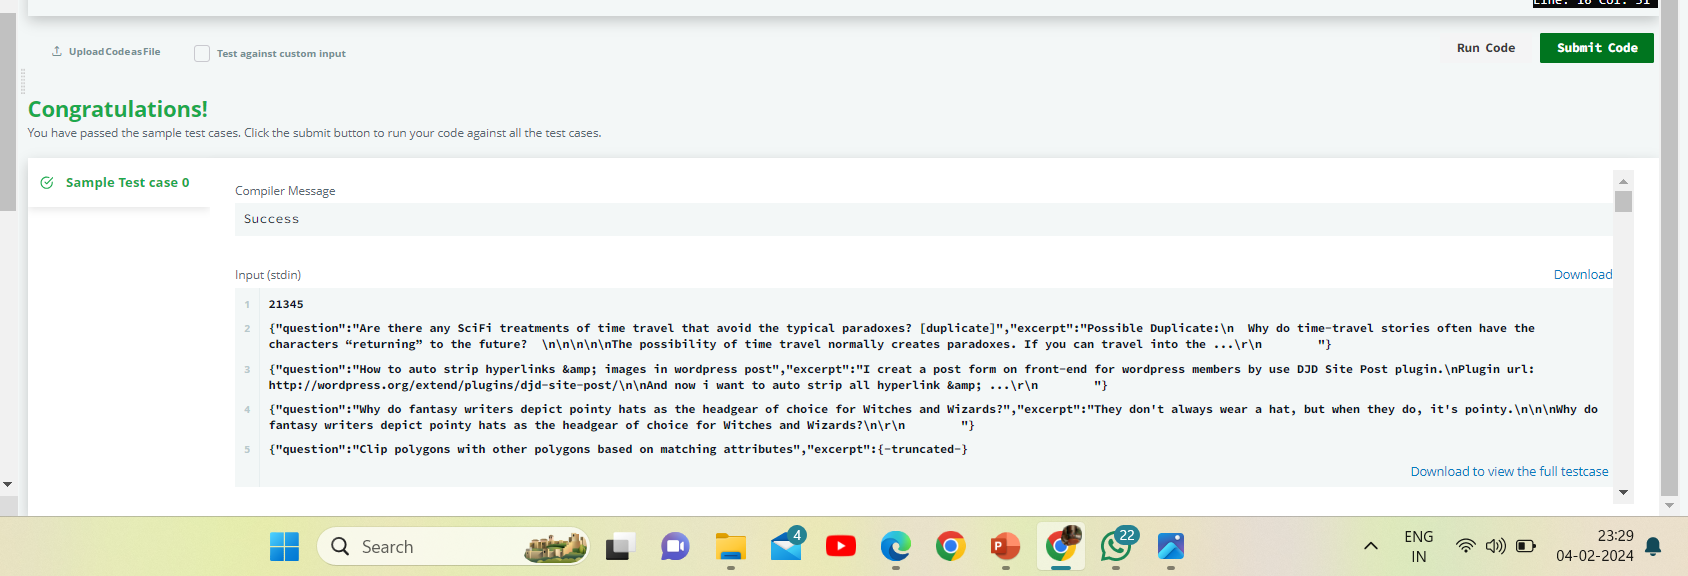 Line: 16 Col: 51
Upload Code as File
Test against custom input
Run Code
Submit Code
Congratulations!
You have passed the sample test cases. Click the submit button to run your code against all the test cases.
Sample Test case 0
Compiler Message
Success
Input (stdin)
Download
1 21345
2 {"question":"Are there any SciFi treatments of time travel that avoid the typical paradoxes? [duplicate]","excerpt":"Possible Duplicate:\n  Why do time-travel stories often have the
characters “returning” to the future?  \n\n\n\n\nThe possibility of time travel normally creates paradoxes. If you can travel into the ...\r\n        "}
3 {"question":"How to auto strip hyperlinks &amp; images in wordpress post","excerpt":"I creat a post form on front-end for wordpress members by use DJD Site Post plugin.\nPlugin url:
http://wordpress.org/extend/plugins/djd-site-post/\n\nAnd now i want to auto strip all hyperlink &amp; ...\r\n        "}
4 {"question":"Why do fantasy writers depict pointy hats as the headgear of choice for Witches and Wizards?","excerpt":"They don't always wear a hat, but when they do, it's pointy.\n\n\nWhy do
fantasy writers depict pointy hats as the headgear of choice for Witches and Wizards?\n\r\n        "}
5 {"question":"Clip polygons with other polygons based on matching attributes","excerpt":{-truncated-}
Download to view the full testcase
Search
4
22
ENG
IN
23:29
04-02-2024